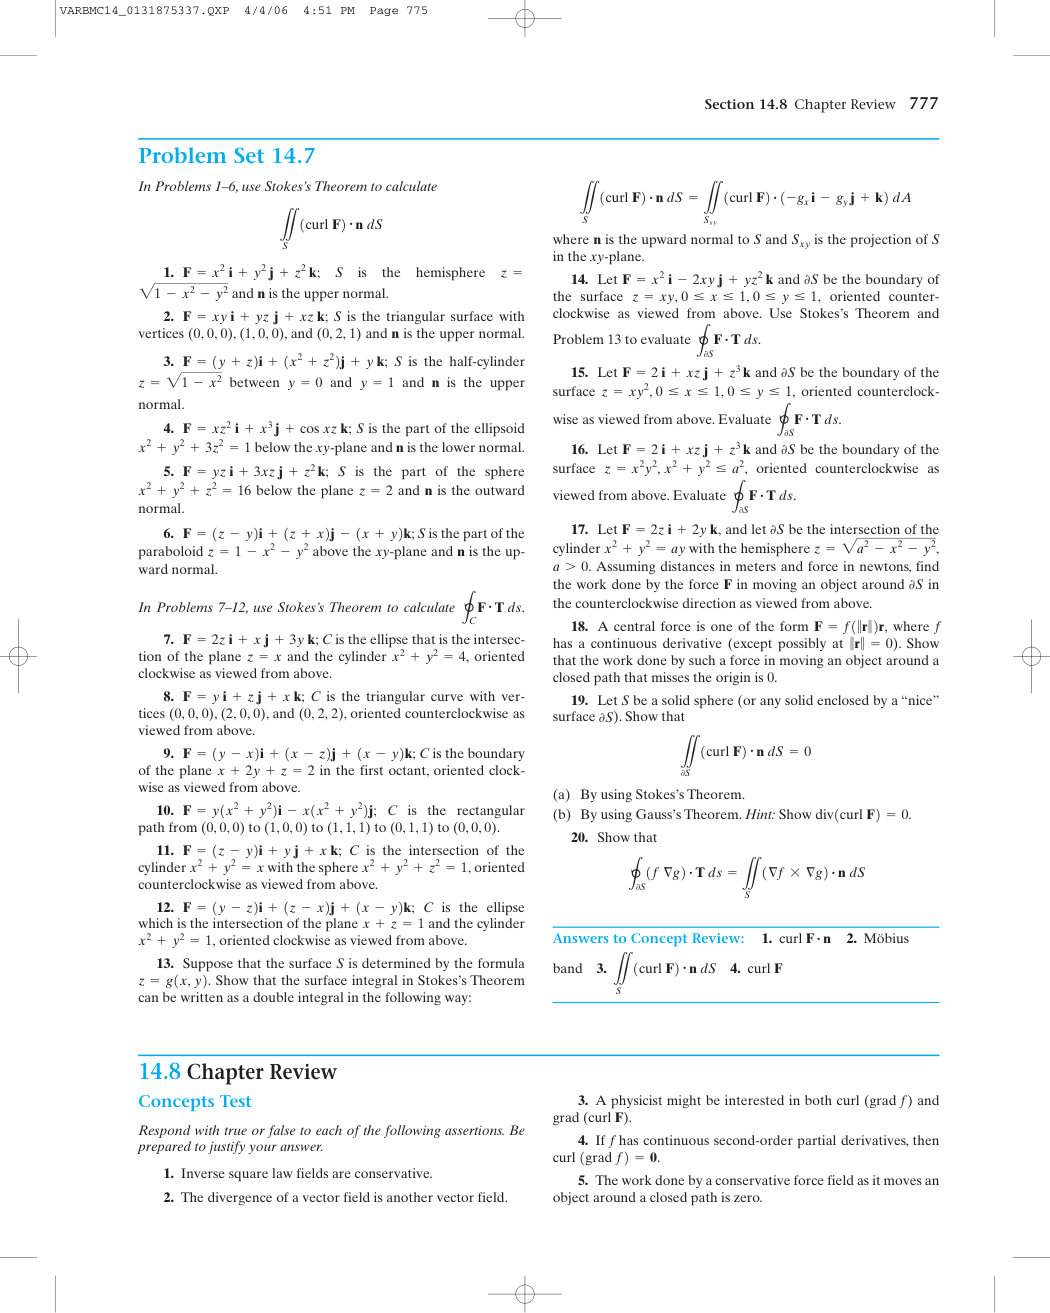 VARBMC14_0131875337.QXP 4/4/06 4:51 PM Page 775
Section 14.8 Chapter Review 777
Problem Set 14.7
In Problems 1–6, use Stokes's Theorem to calculate
∬_S (curl F) · n dS
1. F = x² i + y² j + z² k; S is the hemisphere z =
√(1 − x² − y²) and n is the upper normal.
2. F = xy i + yz j + xz k; S is the triangular surface with
vertices (0, 0, 0), (1, 0, 0), and (0, 2, 1) and n is the upper normal.
3. F = (y + z)i + (x² + z²)j + y k; S is the half-cylinder
z = √(1 − x²) between y = 0 and y = 1 and n is the upper
normal.
4. F = xz² i + x³ j + cos xz k; S is the part of the ellipsoid
x² + y² + 3z² = 1 below the xy-plane and n is the lower normal.
5. F = yz i + 3xz j + z² k; S is the part of the sphere
x² + y² + z² = 16 below the plane z = 2 and n is the outward
normal.
6. F = (z − y)i + (z + x)j − (x + y)k; S is the part of the
paraboloid z = 1 − x² − y² above the xy-plane and n is the up-
ward normal.
In Problems 7–12, use Stokes's Theorem to calculate ∮_C F · T ds.
7. F = 2z i + x j + 3y k; C is the ellipse that is the intersec-
tion of the plane z = x and the cylinder x² + y² = 4, oriented
clockwise as viewed from above.
8. F = y i + z j + x k; C is the triangular curve with ver-
tices (0, 0, 0), (2, 0, 0), and (0, 2, 2), oriented counterclockwise as
viewed from above.
9. F = (y − x)i + (x − z)j + (x − y)k; C is the boundary
of the plane x + 2y + z = 2 in the first octant, oriented clock-
wise as viewed from above.
10. F = y(x² + y²)i − x(x² + y²)j; C is the rectangular
path from (0, 0, 0) to (1, 0, 0) to (1, 1, 1) to (0, 1, 1) to (0, 0, 0).
11. F = (z − y)i + y j + x k; C is the intersection of the
cylinder x² + y² = x with the sphere x² + y² + z² = 1, oriented
counterclockwise as viewed from above.
12. F = (y − z)i + (z − x)j + (x − y)k; C is the ellipse
which is the intersection of the plane x + z = 1 and the cylinder
x² + y² = 1, oriented clockwise as viewed from above.
13. Suppose that the surface S is determined by the formula
z = g(x, y). Show that the surface integral in Stokes's Theorem
can be written as a double integral in the following way:
∬_S (curl F) · n dS = ∬_{S_xy} (curl F) · (−g_x i − g_y j + k) dA
where n is the upward normal to S and S_xy is the projection of S
in the xy-plane.
14. Let F = x² i − 2xy j + yz² k and ∂S be the boundary of
the surface z = xy, 0 ≤ x ≤ 1, 0 ≤ y ≤ 1, oriented counter-
clockwise as viewed from above. Use Stokes's Theorem and
Problem 13 to evaluate ∮_∂S F · T ds.
15. Let F = 2 i + xz j + z³ k and ∂S be the boundary of the
surface z = xy², 0 ≤ x ≤ 1, 0 ≤ y ≤ 1, oriented counterclock-
wise as viewed from above. Evaluate ∮_∂S F · T ds.
16. Let F = 2 i + xz j + z³ k and ∂S be the boundary of the
surface z = x²y², x² + y² ≤ a², oriented counterclockwise as
viewed from above. Evaluate ∮_∂S F · T ds.
17. Let F = 2z i + 2y k, and let ∂S be the intersection of the
cylinder x² + y² = ay with the hemisphere z = √(a² − x² − y²),
a > 0. Assuming distances in meters and force in newtons, find
the work done by the force F in moving an object around ∂S in
the counterclockwise direction as viewed from above.
18. A central force is one of the form F = f(‖r‖)r, where f
has a continuous derivative (except possibly at ‖r‖ = 0). Show
that the work done by such a force in moving an object around a
closed path that misses the origin is 0.
19. Let S be a solid sphere (or any solid enclosed by a “nice”
surface ∂S). Show that
∬_∂S (curl F) · n dS = 0
(a) By using Stokes's Theorem.
(b) By using Gauss's Theorem. Hint: Show div(curl F) = 0.
20. Show that
∮_∂S (f ∇g) · T ds = ∬_S (∇f × ∇g) · n dS
Answers to Concept Review: 1. curl F · n 2. Möbius
band 3. ∬_S (curl F) · n dS 4. curl F
14.8 Chapter Review
Concepts Test
Respond with true or false to each of the following assertions. Be
prepared to justify your answer.
1. Inverse square law fields are conservative.
2. The divergence of a vector field is another vector field.
3. A physicist might be interested in both curl (grad f) and
grad (curl F).
4. If f has continuous second-order partial derivatives, then
curl (grad f) = 0.
5. The work done by a conservative force field as it moves an
object around a closed path is zero.